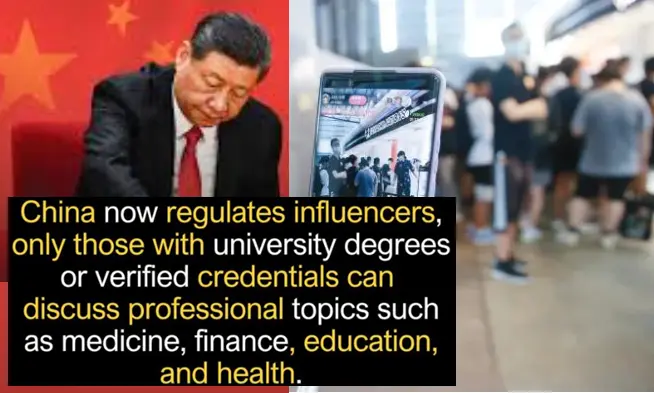 China now regulates influencers,
only those with university degrees
or verified credentials can
discuss professional topics such
as medicine, finance, education,
and health.